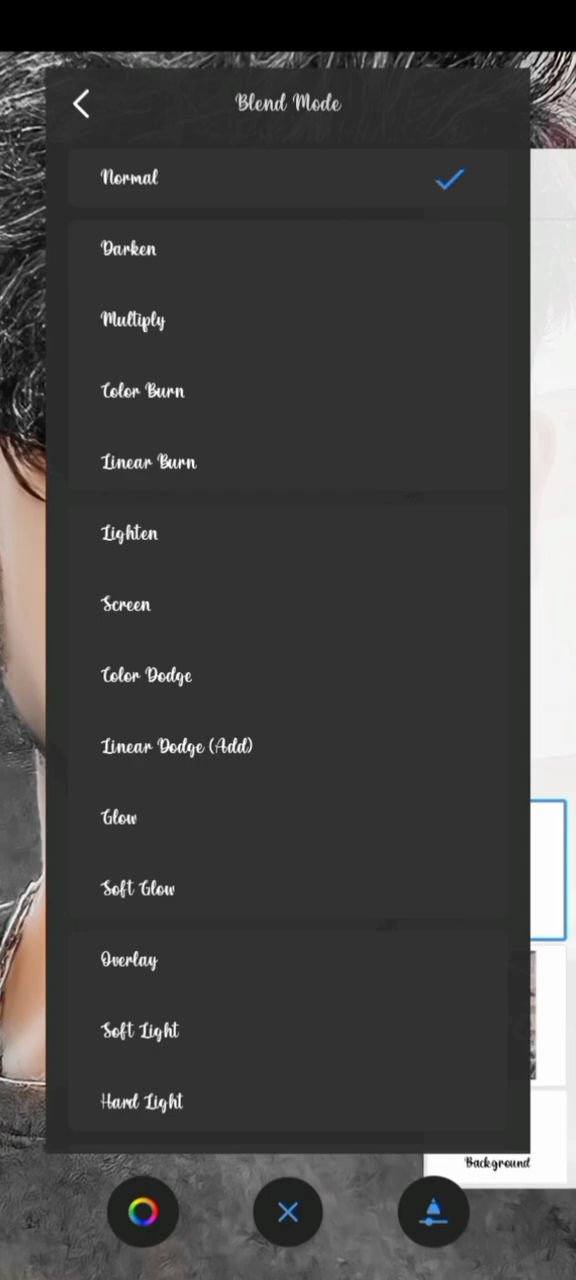 Blend Mode
Normal
Darken
Multiply
Color Burn
Linear Burn
Lighten
Screen
Color Dodge
Linear Dodge (Add)
Glow
Soft Glow
Overlay
Soft Light
Hard Light
Background